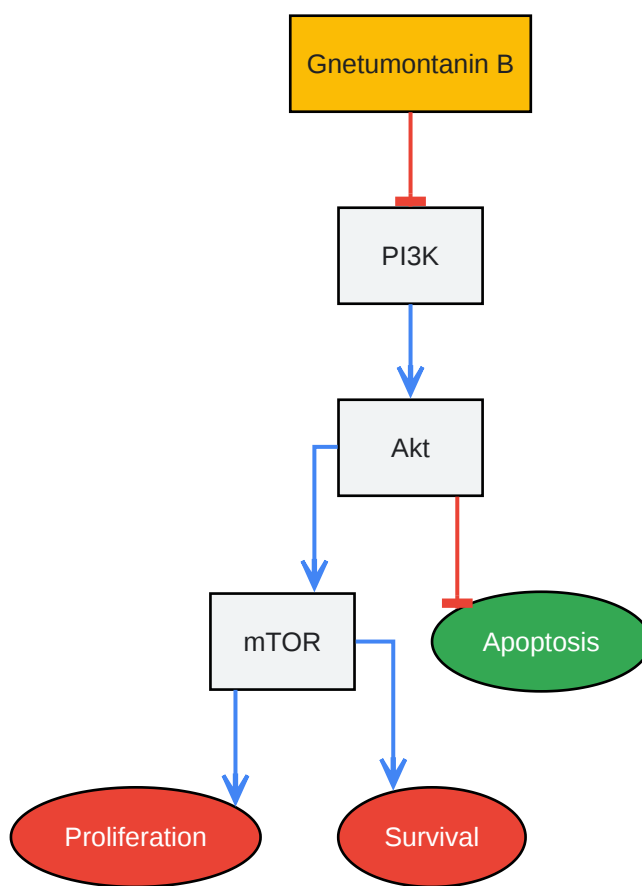 Gnetumontanin B
PI3K
Akt
mTOR
Apoptosis
Proliferation
Survival